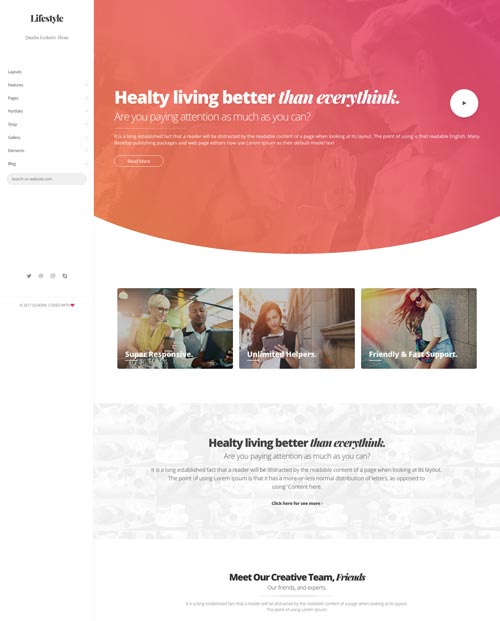 Lifestyle
Quadra Exclusive Theme
Layouts
Features
Pages
Portfolio
Shop
Gallery
Elements
Blog
Search on website.com
© 2017 QUADRA, CODED WITH
Healty living better than everythink.
Are you paying attention as much as you can?
It is a long established fact that a reader will be distracted by the readable content of a page when looking at its layout. The point of using is that readable English. Many
desktop publishing packages and web page editors now use Lorem Ipsum as their default model text
Read More
Super Responsive.
Unlimited Helpers.
Friendly & Fast Support.
Healty living better than everythink.
Are you paying attention as much as you can?
It is a long established fact that a reader will be distracted by the readable content of a page when looking at its layout.
The point of using Lorem Ipsum is that it has a more-or-less normal distribution of letters, as opposed to
using 'Content here.
Click here for see more ›
Meet Our Creative Team, Friends
Our friends, and experts.
It is a long established fact that a reader will be distracted by the readable content of a page when looking at its layout.
The point of using Lorem Ipsum.